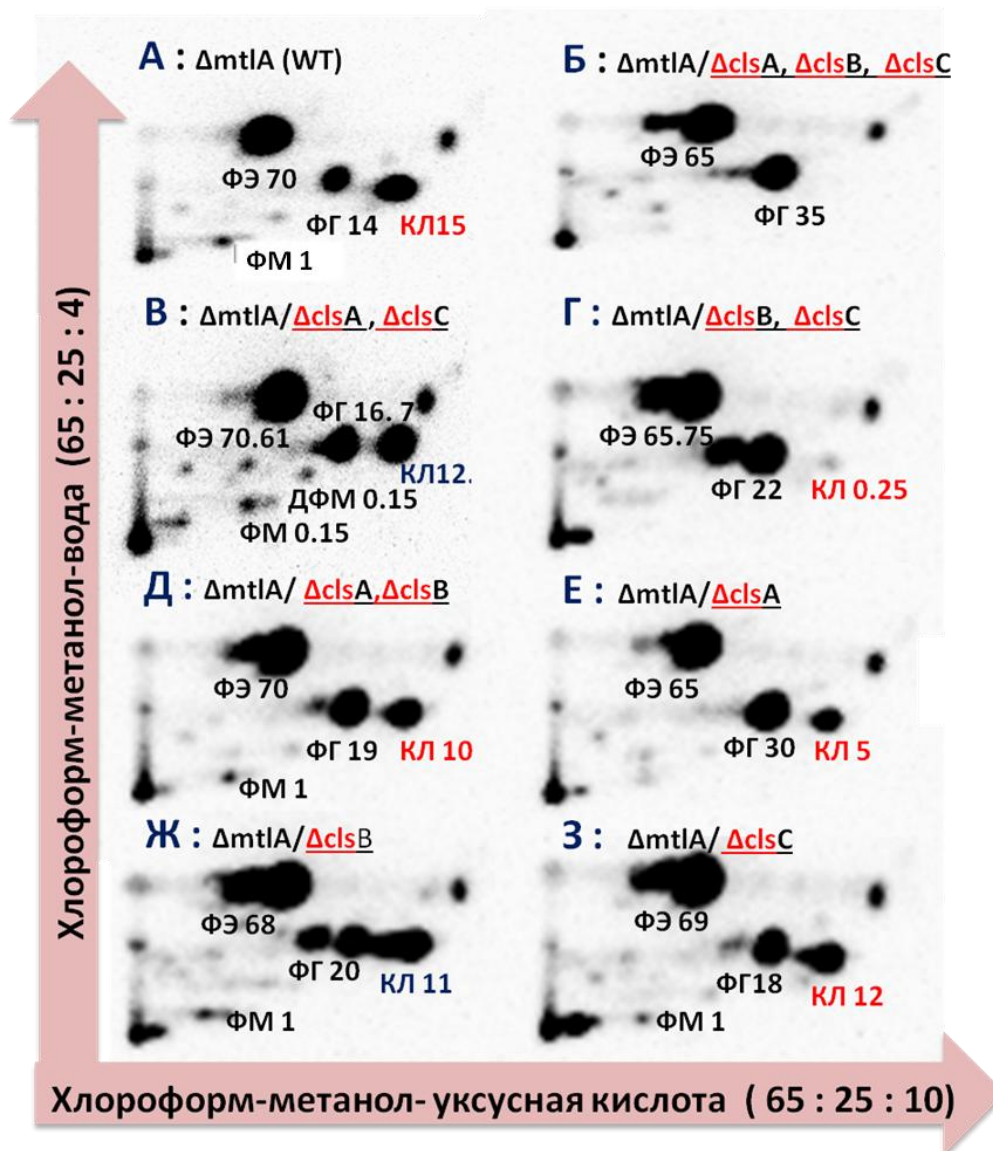 А : ΔmtlA (WT)
ФЭ 70
ФГ 14
КЛ15
ФМ 1
Б : ΔmtlA/ΔclsA, ΔclsB, ΔclsC
ФЭ 65
ФГ 35
В : ΔmtlA/ΔclsA , ΔclsC
ФГ 16. 7
ФЭ 70.61
КЛ12.
ДФМ 0.15
ФМ 0.15
Г : ΔmtlA/ΔclsB, ΔclsC
ФЭ 65.75
ФГ 22
КЛ 0.25
Д : ΔmtlA/ ΔclsA,ΔclsB
ФЭ 70
ФГ 19
КЛ 10
ФМ 1
Е : ΔmtlA/ΔclsA
ФЭ 65
ФГ 30
КЛ 5
Ж : ΔmtlA/ΔclsB
ФЭ 68
ФГ 20
КЛ 11
ФМ 1
З : ΔmtlA/ ΔclsC
ФЭ 69
ФГ18
КЛ 12
ФМ 1
Хлороформ-метанол-вода (65 : 25 : 4)
Хлороформ-метанол- уксусная кислота ( 65 : 25 : 10)